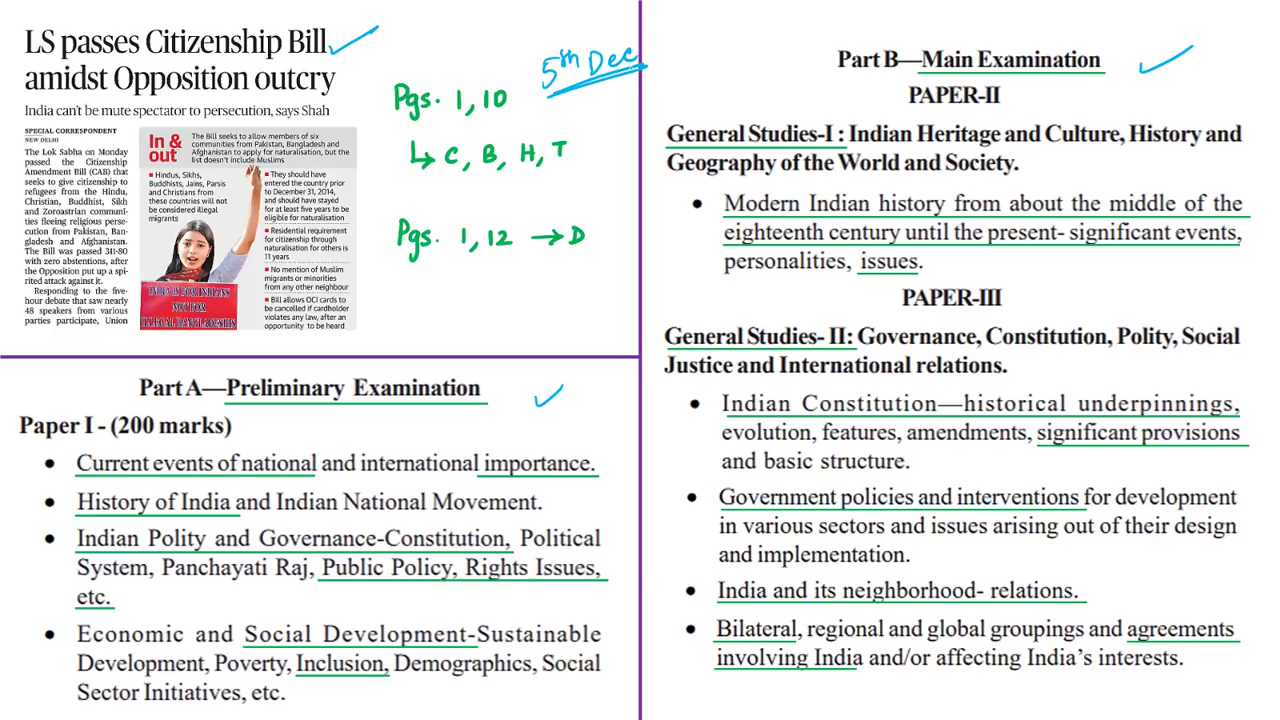 LS passes Citizenship Bill
amidst Opposition outcry
India can't be mute spectator to persecution, says Shah
SPECIAL CORRESPONDENT
NEW DELHI
The Lok Sabha on Monday
passed the Citizenship
Amendment Bill (CAB) that
seeks to give citizenship to
refugees from the Hindu,
Christian, Buddhist, Sikh
and Zoroastrian communi-
ties fleeing religious perse-
cution from Pakistan, Ban-
gladesh and Afghanistan.
The Bill was passed 311-80
with zero abstentions, after
the Opposition put up a spi-
rited attack against it.
Responding to the five-
hour debate that saw nearly
48 speakers from various
parties participate, Union
In &
out
The Bill seeks to allow members of six
communities from Pakistan, Bangladesh and
Afghanistan to apply for naturalisation, but the
list doesn't include Muslims
■ Hindus, Sikhs,
Buddhists, Jains, Parsis
and Christians from
these countries will not
be considered illegal
migrants
■ They should have
entered the country prior
to December 31, 2014,
and should have stayed
for at least five years to be
eligible for naturalisation
■ Residential requirement
for citizenship through
naturalisation for others is
11 years
■ No mention of Muslim
migrants or minorities
from any other neighbour
■ Bill allows OCI cards to
be cancelled if cardholder
violates any law, after an
opportunity to be heard
INDIA IS FOR INDIANS
NOT FOR
ILLEGAL BANGLADESHIS
5th Dec
Pgs. 1, 10
↳ C, B, H, T
Pgs. 1, 12 → D
Part A—Preliminary Examination
Paper I - (200 marks)
• Current events of national and international importance.
• History of India and Indian National Movement.
• Indian Polity and Governance-Constitution, Political
System, Panchayati Raj, Public Policy, Rights Issues,
etc.
• Economic and Social Development-Sustainable
Development, Poverty, Inclusion, Demographics, Social
Sector Initiatives, etc.
Part B—Main Examination
PAPER-II
General Studies-I : Indian Heritage and Culture, History and
Geography of the World and Society.
• Modern Indian history from about the middle of the
eighteenth century until the present- significant events,
personalities, issues.
PAPER-III
General Studies- II: Governance, Constitution, Polity, Social
Justice and International relations.
• Indian Constitution—historical underpinnings,
evolution, features, amendments, significant provisions
and basic structure.
• Government policies and interventions for development
in various sectors and issues arising out of their design
and implementation.
• India and its neighborhood- relations.
• Bilateral, regional and global groupings and agreements
involving India and/or affecting India's interests.